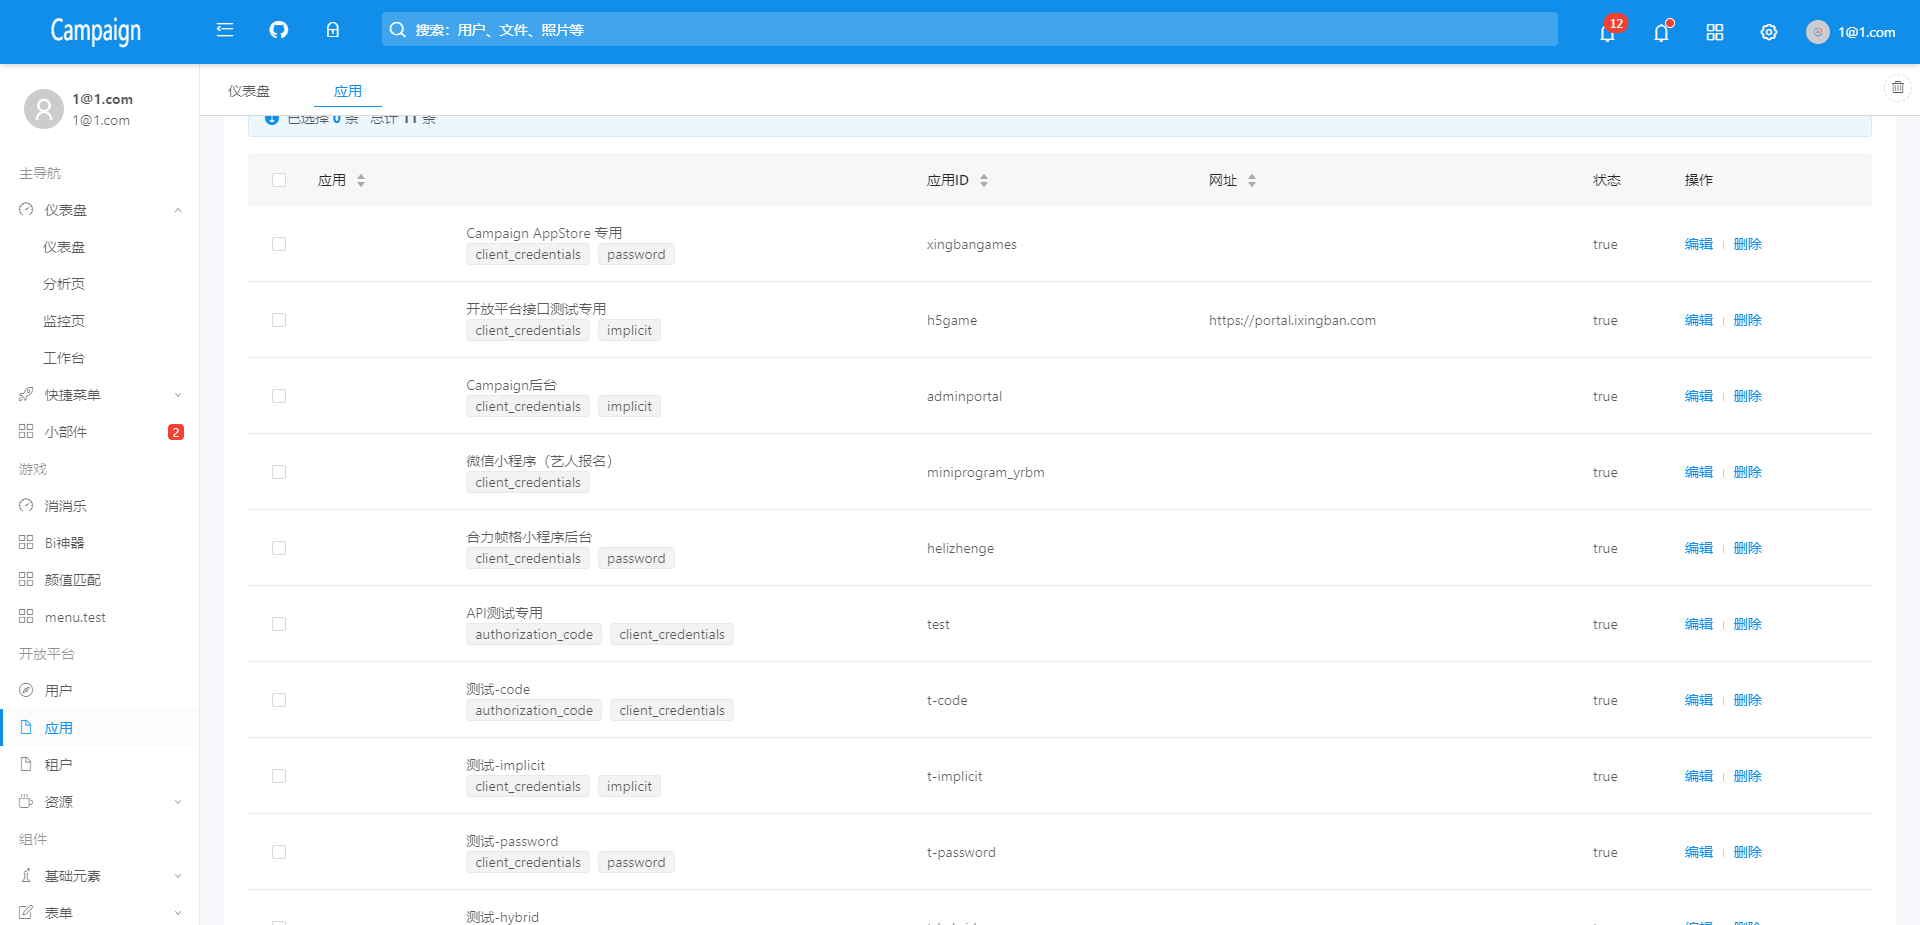 Campaign
搜索：用户、文件、照片等
12
1@1.com
1@1.com
1@1.com
主导航
仪表盘
仪表盘
分析页
监控页
工作台
快捷菜单
小部件 2
游戏
消消乐
Bi神器
颜值匹配
menu.test
开放平台
用户
应用
租户
资源
组件
基础元素
表单
仪表盘 应用
已选择 0 条 总计 11 条
应用 应用ID 网址 状态 操作
Campaign AppStore 专用
client_credentials password
xingbangames true 编辑 删除
开放平台接口测试专用
client_credentials implicit
h5game https://portal.ixingban.com true 编辑 删除
Campaign后台
client_credentials implicit
adminportal true 编辑 删除
微信小程序（艺人报名）
client_credentials
miniprogram_yrbm true 编辑 删除
合力帧格小程序后台
client_credentials password
helizhenge true 编辑 删除
API测试专用
authorization_code client_credentials
test true 编辑 删除
测试-code
authorization_code client_credentials
t-code true 编辑 删除
测试-implicit
client_credentials implicit
t-implicit true 编辑 删除
测试-password
client_credentials password
t-password true 编辑 删除
测试-hybrid